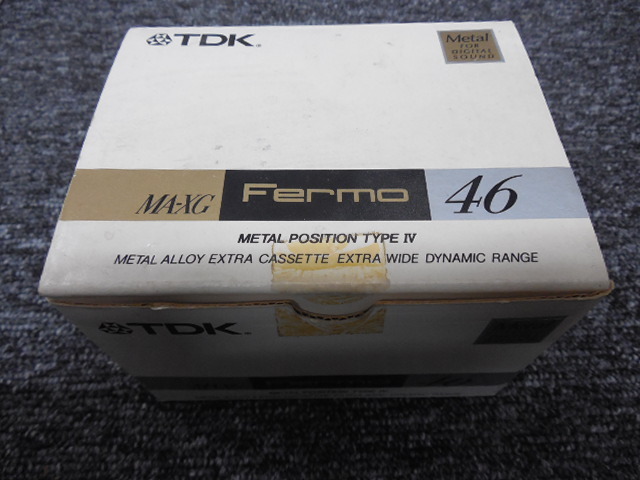 TDK
Metal
FOR
DIGITAL
SOUND
MA-XG Fermo 46
METAL POSITION TYPE IV
METAL ALLOY EXTRA CASSETTE EXTRA WIDE DYNAMIC RANGE
TDK
46